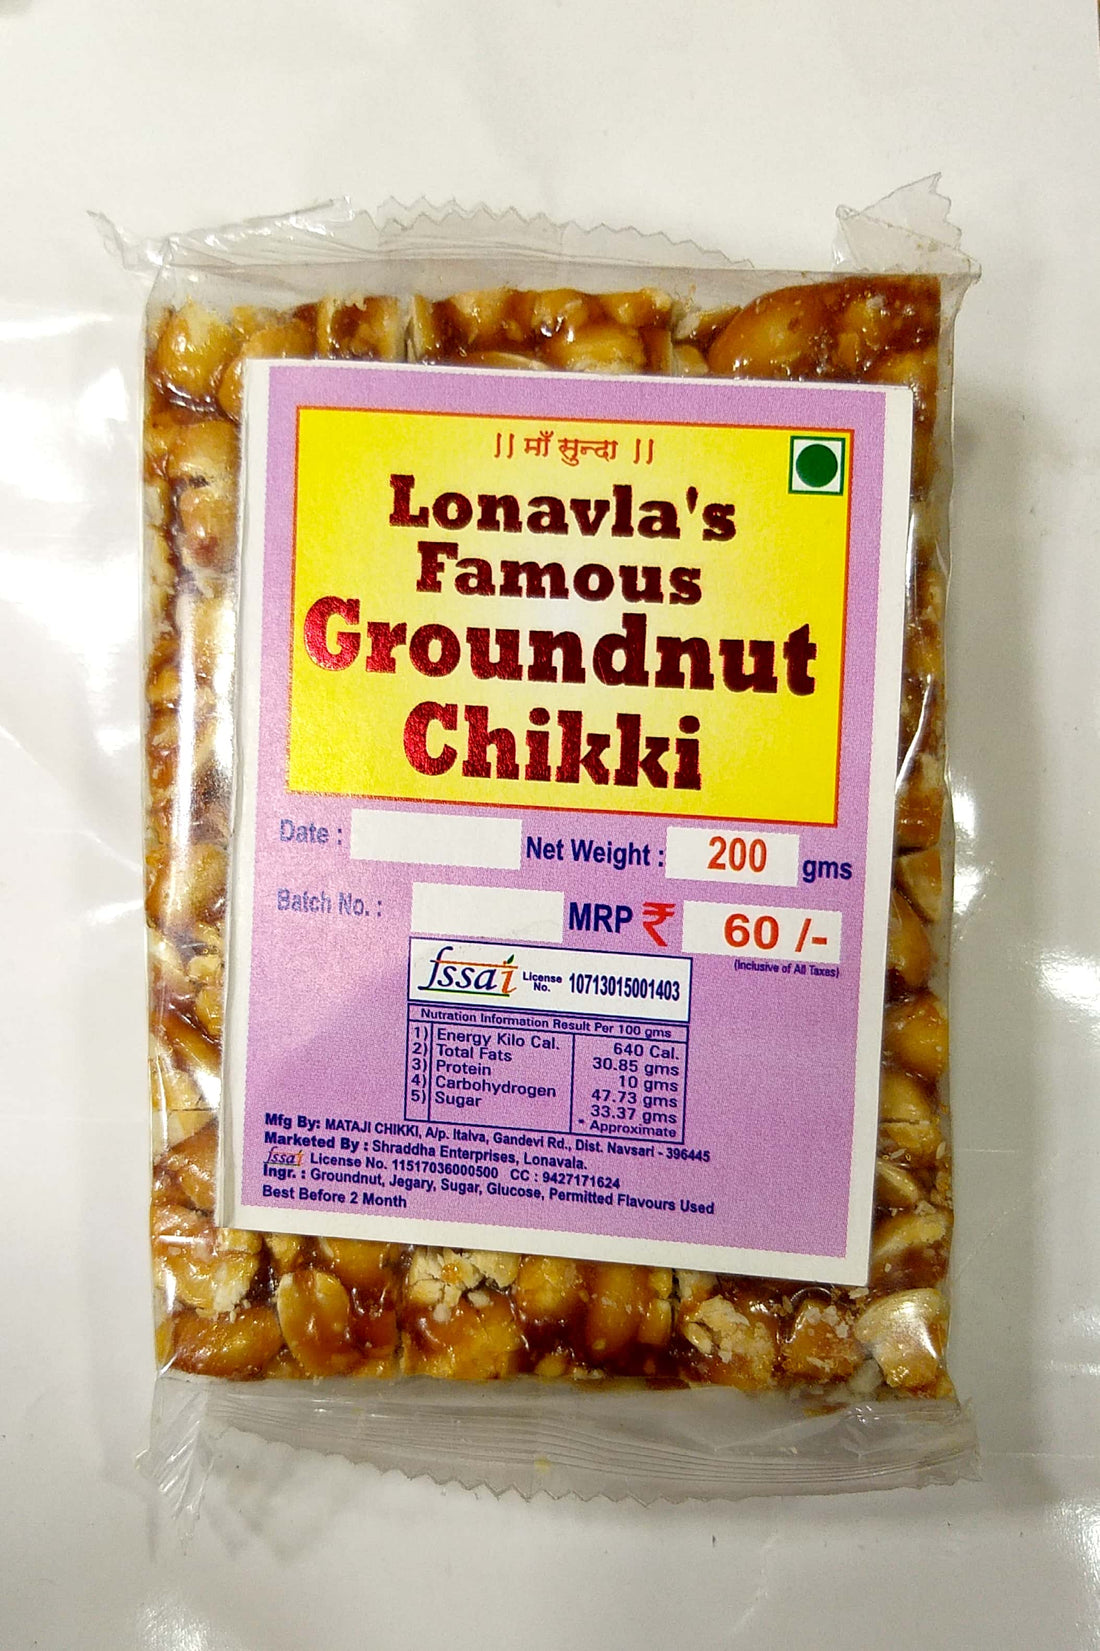 || माँ सुन्दा ||
Lonavla's
Famous
Groundnut
Chikki
Date : Net Weight : 200 gms
Batch No. : MRP ₹ 60 /-
(Inclusive of All Taxes)
fssai License No. 10713015001403
Nutration Information Result Per 100 gms
1) Energy Kilo Cal. 640 Cal.
2) Total Fats 30.85 gms
3) Protein 10 gms
4) Carbohydrogen 47.73 gms
5) Sugar 33.37 gms
* Approximate
Mfg By: MATAJI CHIKKI, A/p. Italva, Gandevi Rd., Dist. Navsari - 396445
Marketed By : Shraddha Enterprises, Lonavala.
fssai License No. 11517036000500 CC : 9427171624
Ingr. : Groundnut, Jegary, Sugar, Glucose, Permitted Flavours Used
Best Before 2 Month